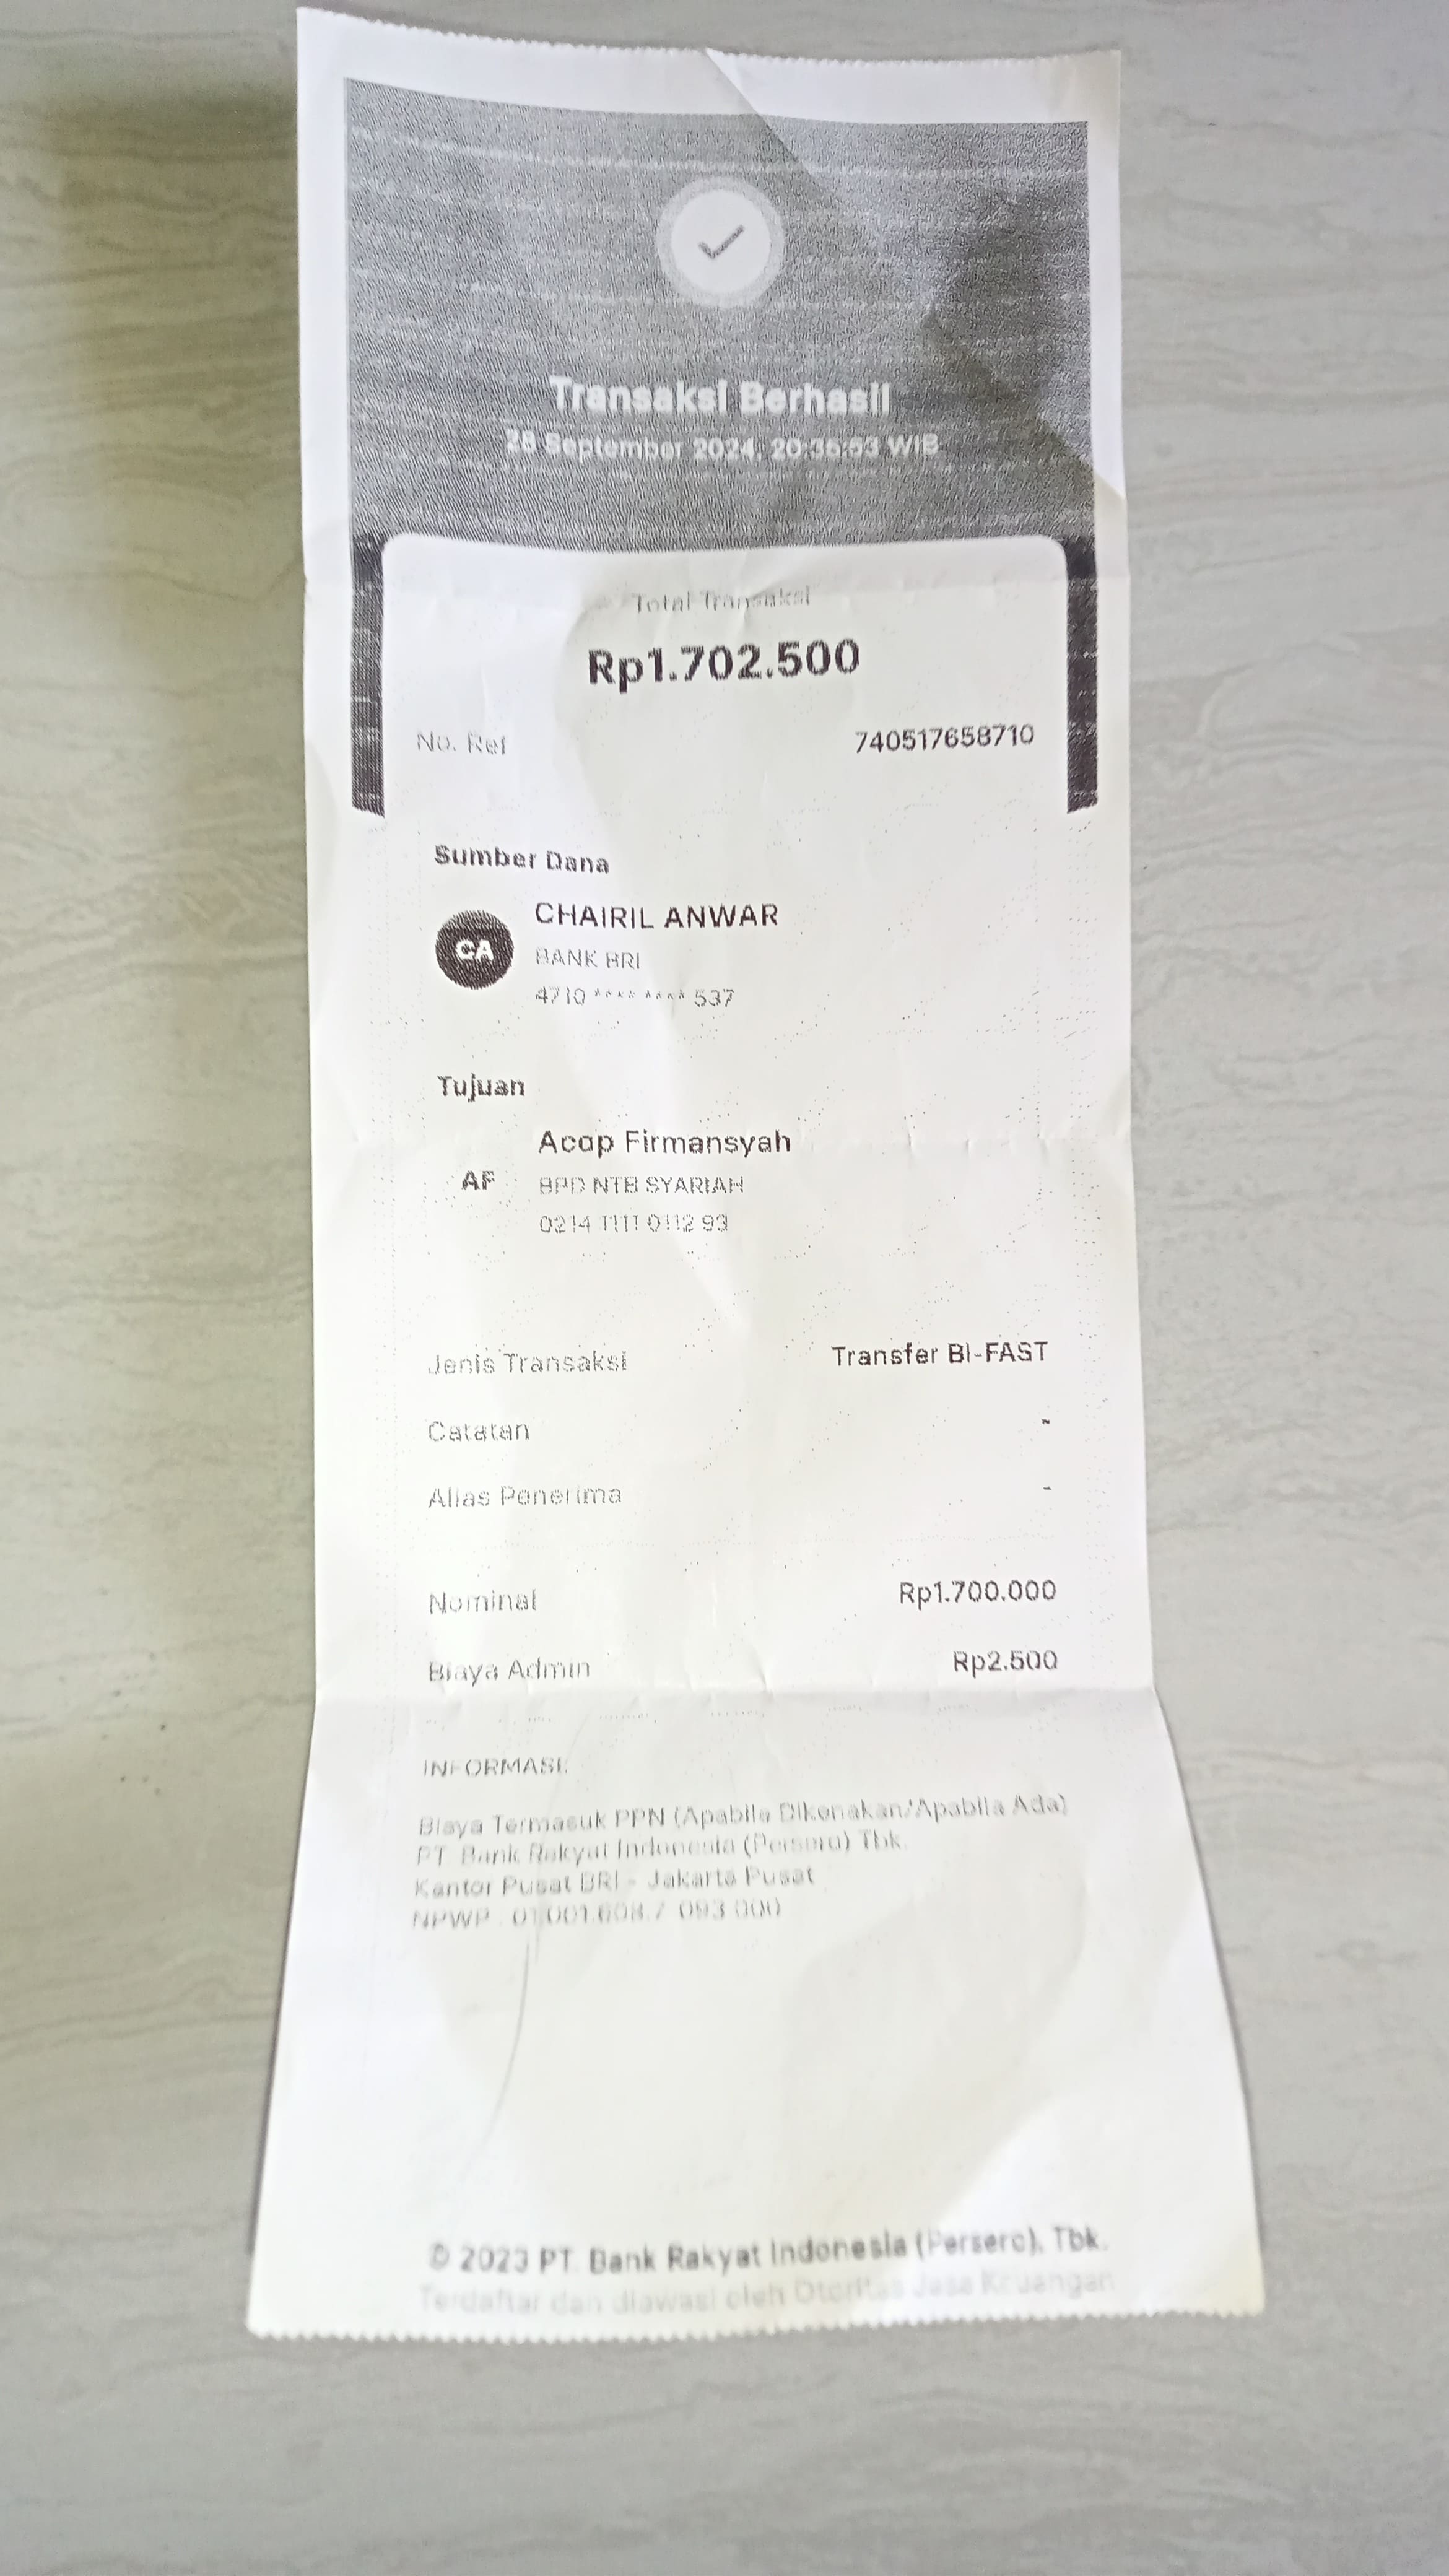 Transaksi Berhasil
28 September 2024, 20:36:53 WIB
Total Transaksi
Rp1.702.500
No. Ref 740517658710
Sumber Dana
CA
CHAIRIL ANWAR
BANK BRI
4710 **** **** 537
Tujuan
AF
Acap Firmansyah
BPD NTB SYARIAH
0214 1111 0112 93
Jenis Transaksi Transfer BI-FAST
Catatan -
Alias Penerima -
Nominal Rp1.700.000
Biaya Admin Rp2.500
INFORMASI:
Biaya Termasuk PPN (Apabila Dikenakan/Apabila Ada)
PT. Bank Rakyat Indonesia (Persero) Tbk.
Kantor Pusat BRI - Jakarta Pusat
NPWP : 01.001.608.7-093.000
© 2023 PT. Bank Rakyat Indonesia (Persero), Tbk.
Terdaftar dan diawasi oleh Otoritas Jasa Keuangan